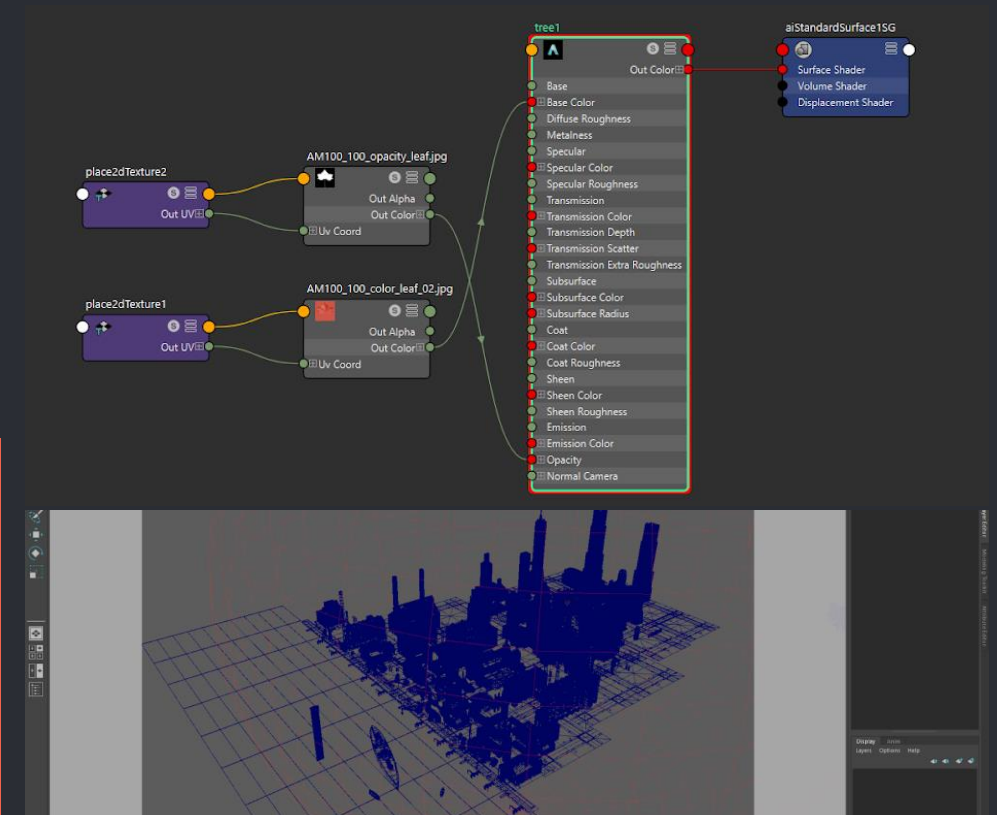 tree1
Out Color
Base
Base Color
Diffuse Roughness
Metalness
Specular
Specular Color
Specular Roughness
Transmission
Transmission Color
Transmission Depth
Transmission Scatter
Transmission Extra Roughness
Subsurface
Subsurface Color
Subsurface Radius
Coat
Coat Color
Coat Roughness
Sheen
Sheen Color
Sheen Roughness
Emission
Emission Color
Opacity
Normal Camera
aiStandardSurface1SG
Surface Shader
Volume Shader
Displacement Shader
AM100_100_opacity_leaf.jpg
Out Alpha
Out Color
Uv Coord
place2dTexture2
Out UV
AM100_100_color_leaf_02.jpg
Out Alpha
Out Color
Uv Coord
place2dTexture1
Out UV
Display
Layers Options Help